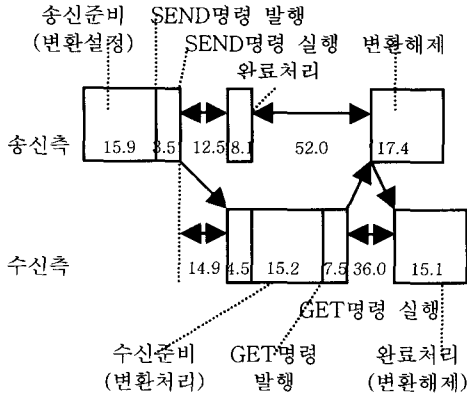 송신준비 SEND명령 발행
(변환설정) SEND명령 실행
완료처리 변환해제
송신측 15.9 3.5 12.5 8.1 52.0 17.4
수신측 14.9 4.5 15.2 7.5 36.0 15.1
GET명령 실행
수신준비 GET명령 완료처리
(변환처리) 발행 (변환해제)